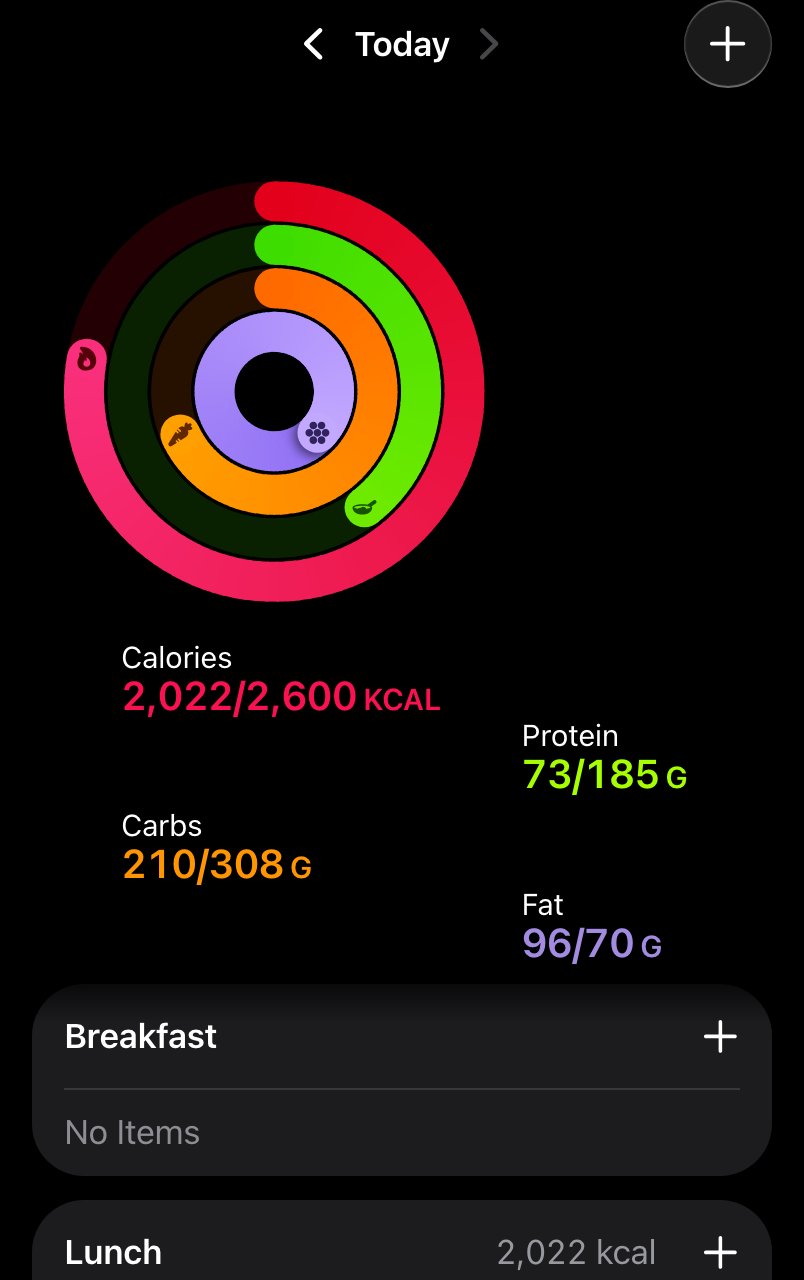 Today
Calories
2,022/2,600 KCAL
Protein
73/185 G
Carbs
210/308 G
Fat
96/70 G
Breakfast
No Items
Lunch 2,022 kcal